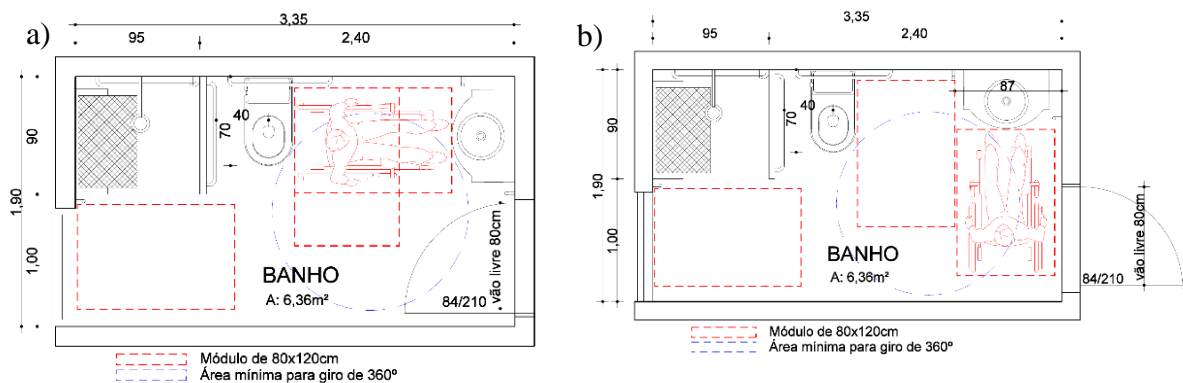 a)
3,35
95
2,40
90
1,90
1,00
40
70
BANHO
A: 6,36m²
vão livre 80cm
84/210
Módulo de 80x120cm
Área mínima para giro de 360º
b)
3,35
95
2,40
87
90
1,90
1,00
40
70
BANHO
A: 6,36m²
vão livre 80cm
84/210
Módulo de 80x120cm
Área mínima para giro de 360º